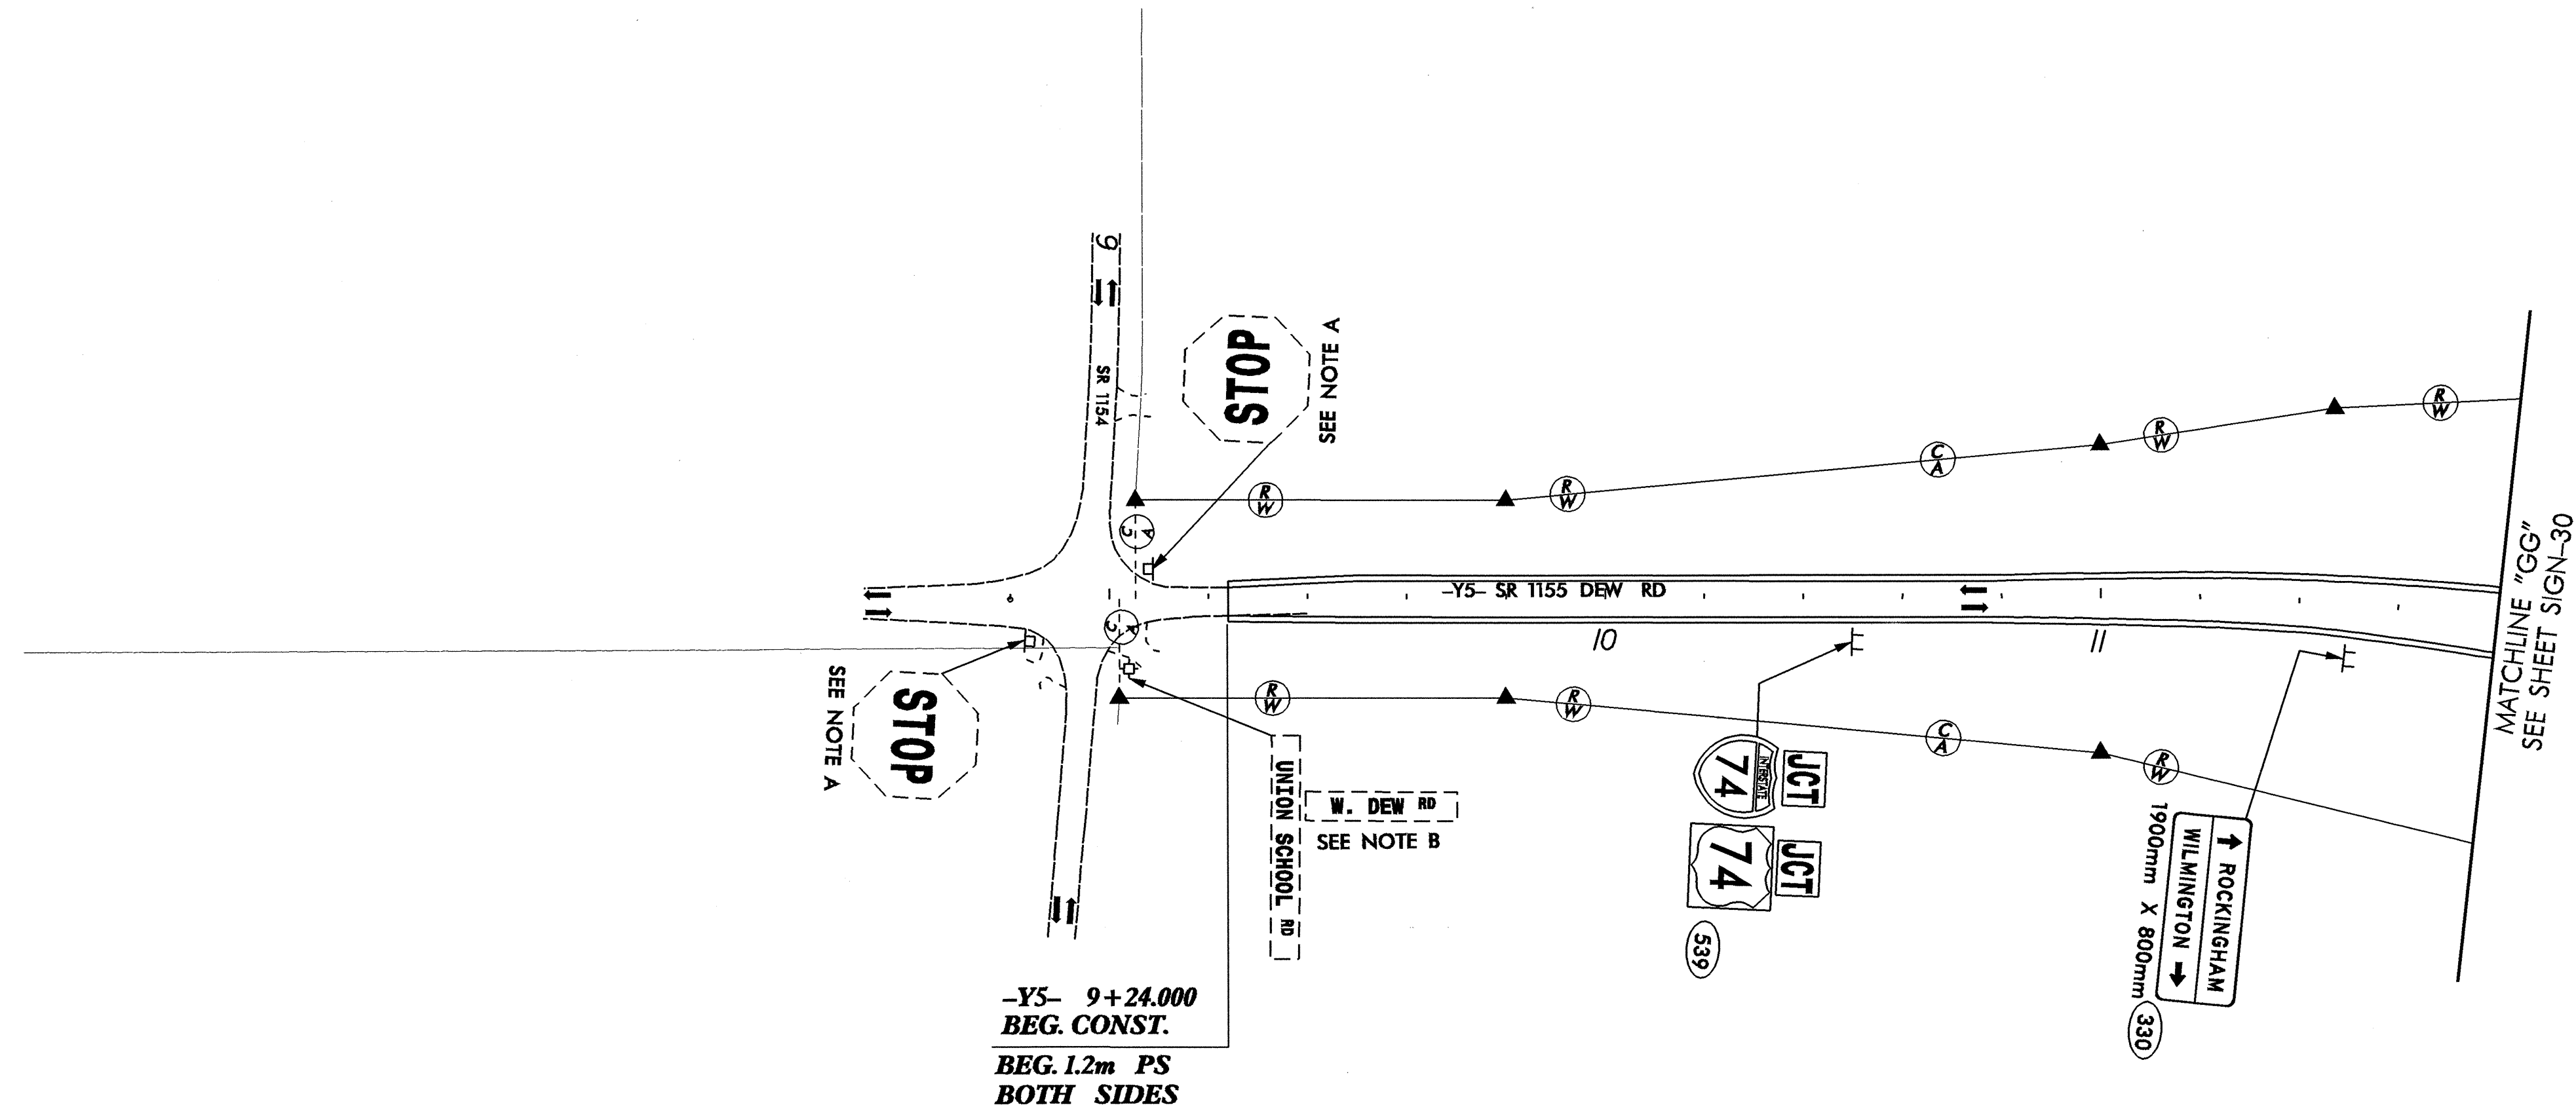 9
SR 1154
STOP
SEE NOTE A
R
W
R
W
C
A
R
W
R
W
C
A
-Y5- SR 1155 DEW RD
10
11
C
A
MATCHLINE "GG"
SEE SHEET SIGN-30
STOP
SEE NOTE A
R
W
R
W
C
A
R
W
UNION SCHOOL RD
W. DEW RD
SEE NOTE B
JCT
INTERSTATE
74
JCT
74
539
ROCKINGHAM
WILMINGTON
1900mm X 800mm
330
-Y5- 9+24.000
BEG. CONST.
BEG. 1.2m PS
BOTH SIDES